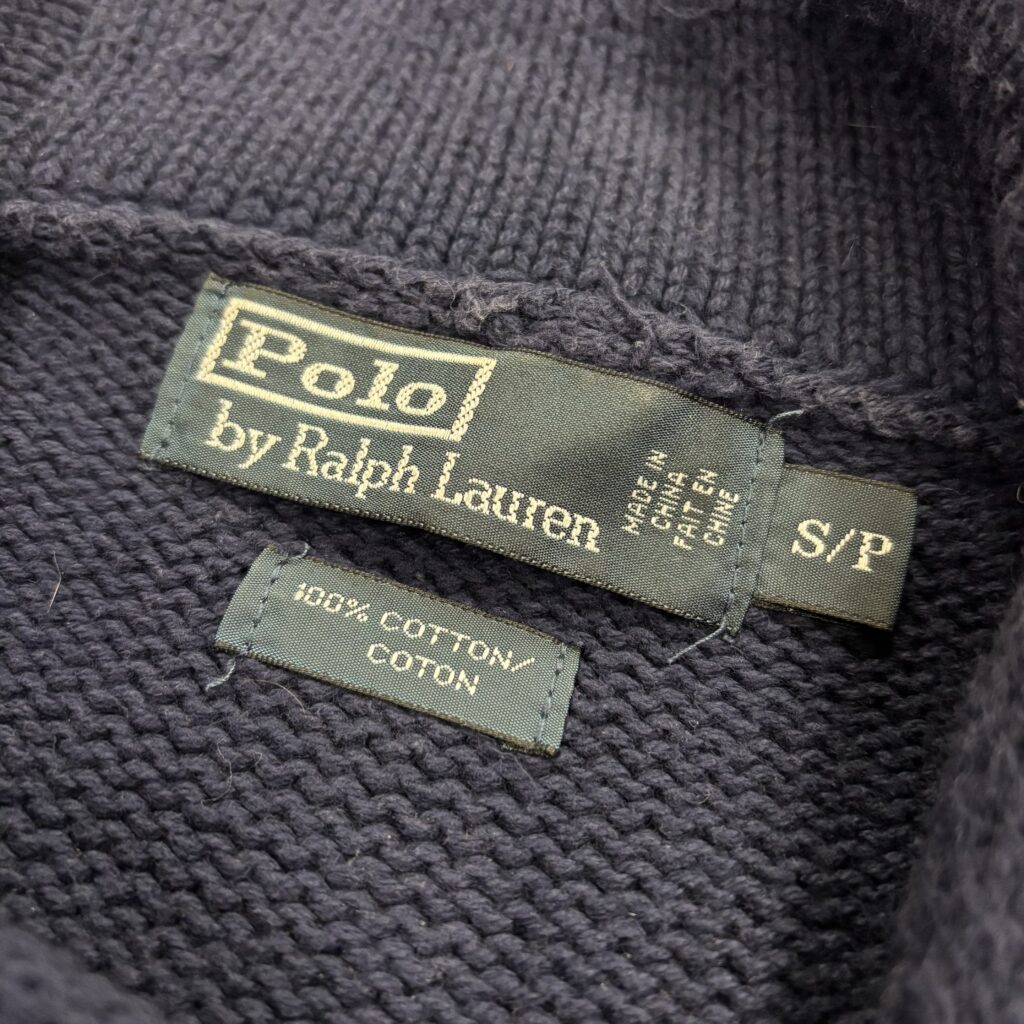 Polo
by Ralph Lauren
MADE IN
CHINA
FAIT EN
CHINE
S/P
100% COTTON/
COTON